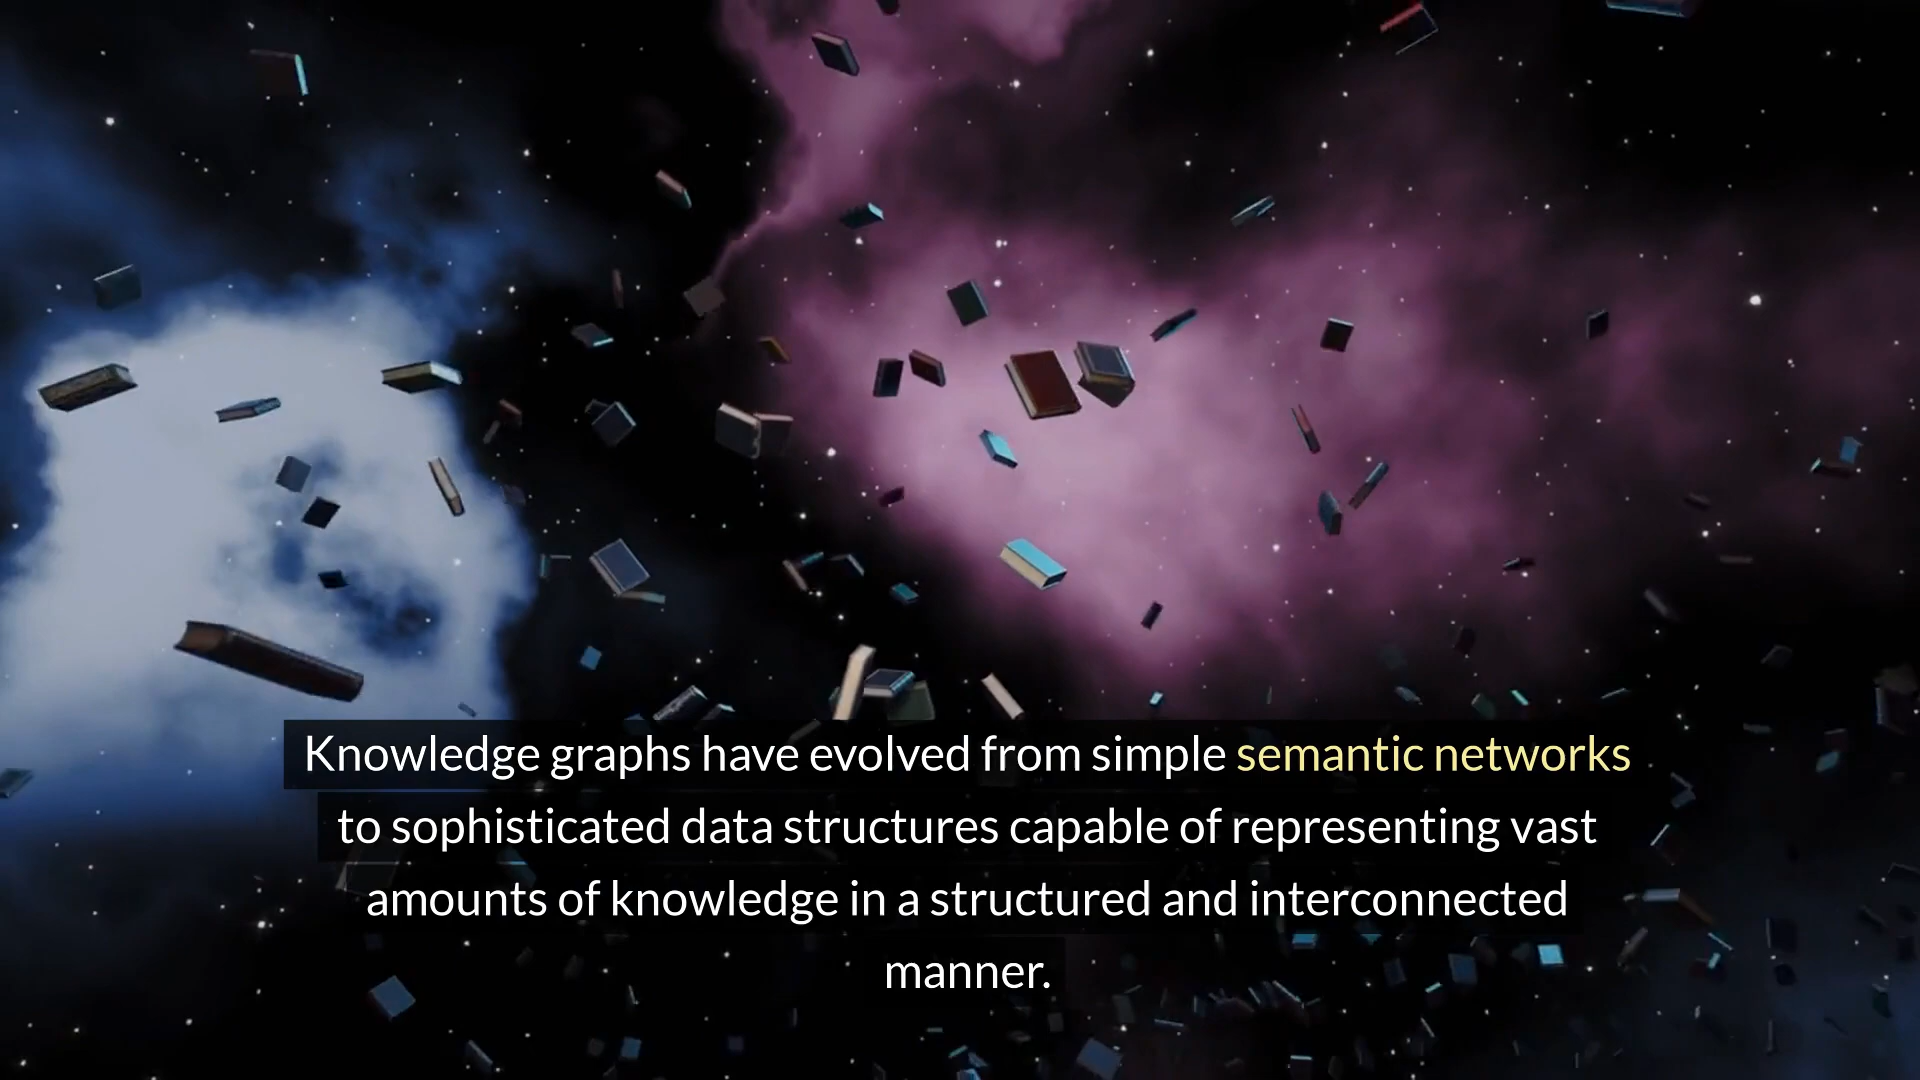 Knowledge graphs have evolved from simple semantic networks
to sophisticated data structures capable of representing vast
amounts of knowledge in a structured and interconnected
manner.